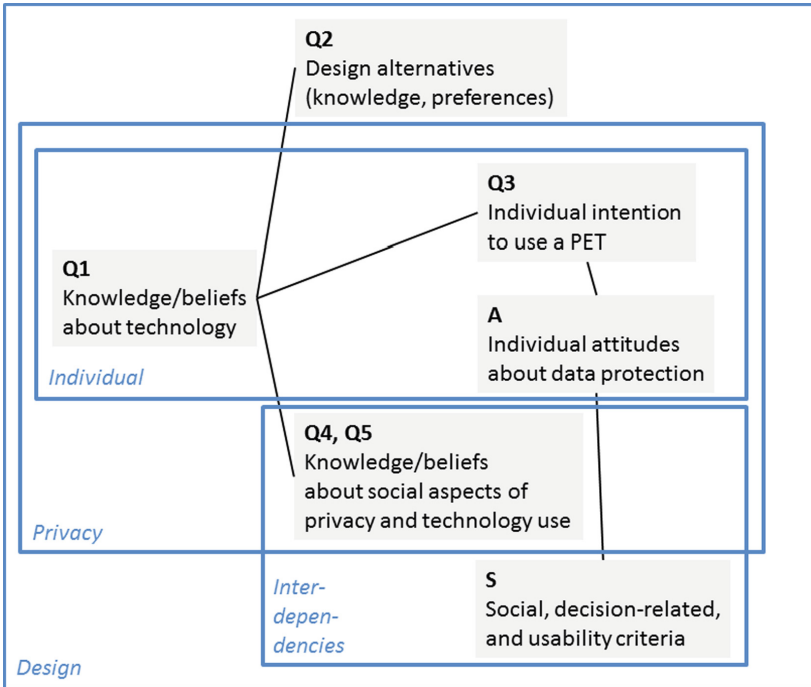 Q2
Design alternatives
(knowledge, preferences)
Q3
Individual intention
to use a PET
Q1
Knowledge/beliefs
about technology
A
Individual attitudes
about data protection
Individual
Q4, Q5
Knowledge/beliefs
about social aspects of
privacy and technology use
Privacy
Inter-
depen-
dencies
S
Social, decision-related,
and usability criteria
Design